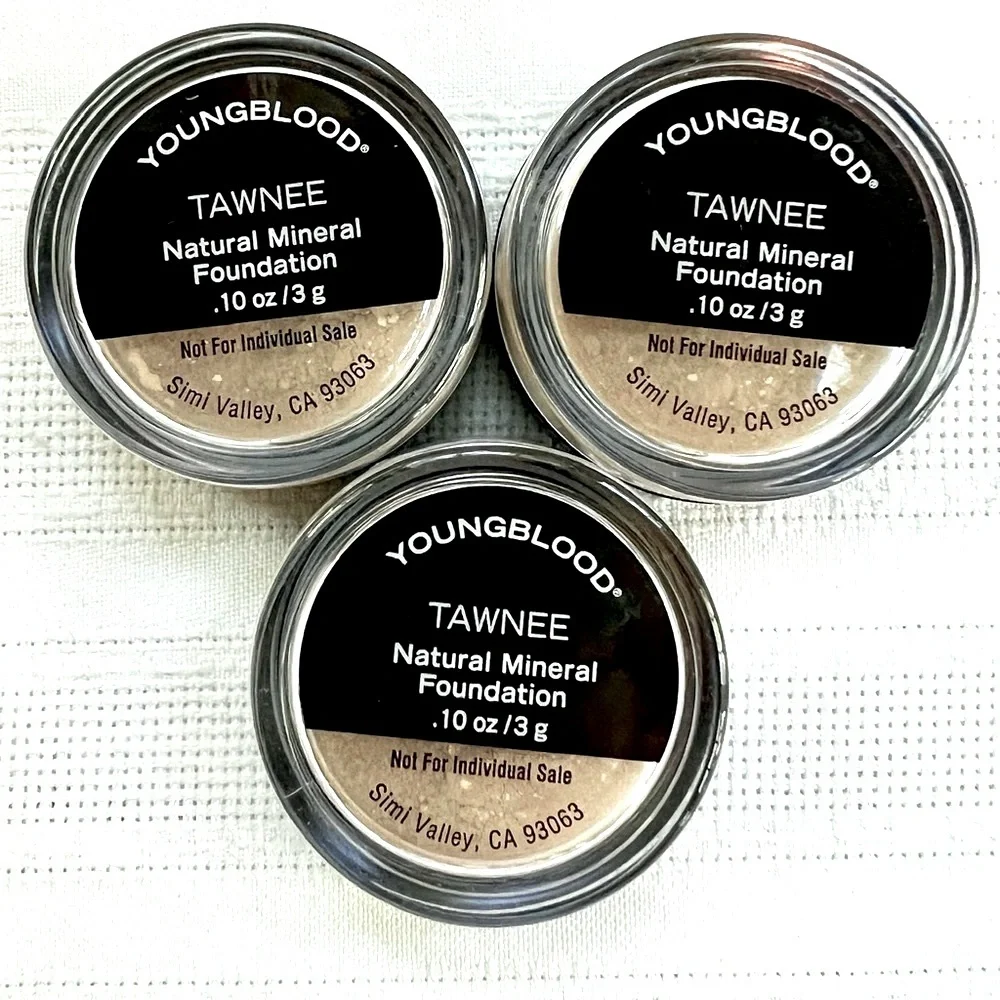 YOUNGBLOOD®
TAWNEE
Natural Mineral
Foundation
.10 oz / 3 g
Not For Individual Sale
Simi Valley, CA 93063
YOUNGBLOOD®
TAWNEE
Natural Mineral
Foundation
.10 oz / 3 g
Not For Individual Sale
Simi Valley, CA 93063
YOUNGBLOOD®
TAWNEE
Natural Mineral
Foundation
.10 oz / 3 g
Not For Individual Sale
Simi Valley, CA 93063